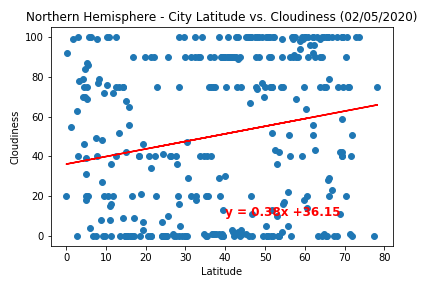 Northern Hemisphere - City Latitude vs. Cloudiness (02/05/2020)
100
80
60
40
20
0
Cloudiness
y = 0.38x +36.15
0 10 20 30 40 50 60 70 80
Latitude